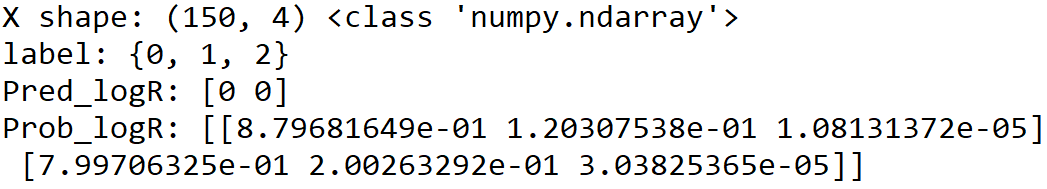 X shape: (150, 4) <class 'numpy.ndarray'>
label: {0, 1, 2}
Pred_logR: [0 0]
Prob_logR: [[8.79681649e-01 1.20307538e-01 1.08131372e-05]
 [7.99706325e-01 2.00263292e-01 3.03825365e-05]]